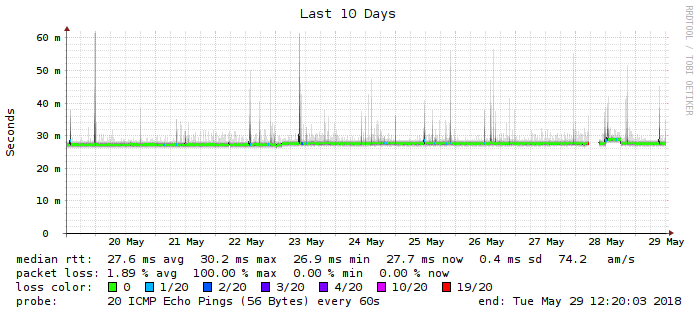 Last 10 Days
RRDTOOL / TOBI OETIKER
Seconds
60 m
50 m
40 m
30 m
20 m
10 m
0
20 May 21 May 22 May 23 May 24 May 25 May 26 May 27 May 28 May 29 May
median rtt: 27.6 ms avg 30.2 ms max 26.9 ms min 27.7 ms now 0.4 ms sd 74.2 am/s
packet loss: 1.89 % avg 100.00 % max 0.00 % min 0.00 % now
loss color: 0 1/20 2/20 3/20 4/20 10/20 19/20
probe: 20 ICMP Echo Pings (56 Bytes) every 60s end: Tue May 29 12:20:03 2018